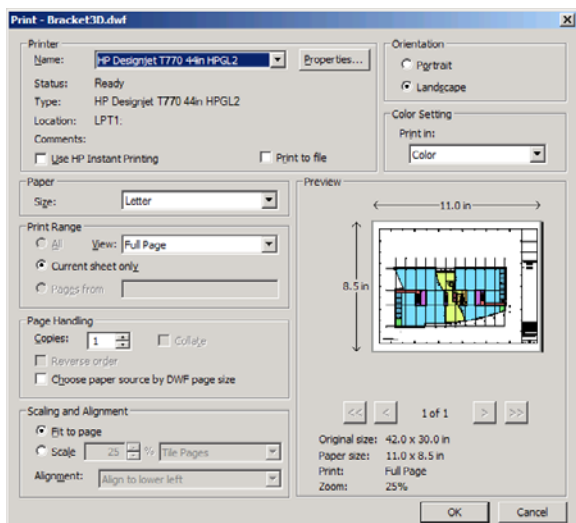 Print - Bracket3D.dwf
Printer
Name: HP Designjet T770 44in HPGL2 Properties...
Status: Ready
Type: HP Designjet T770 44in HPGL2
Location: LPT1:
Comments:
Use HP Instant Printing Print to file
Orientation
Portrait
Landscape
Color Setting
Print in:
Color
Paper
Size: Letter
Print Range
All View: Full Page
Current sheet only
Pages from
Page Handling
Copies: 1 Collate
Reverse order
Choose paper source by DWF page size
Scaling and Alignment
Fit to page
Scale 25 % Tile Pages
Alignment: Align to lower left
Preview
11.0 in
8.5 in
<< < 1 of 1 > >>
Original size: 42.0 x 30.0 in
Paper size: 11.0 x 8.5 in
Print: Full Page
Zoom: 25%
OK Cancel